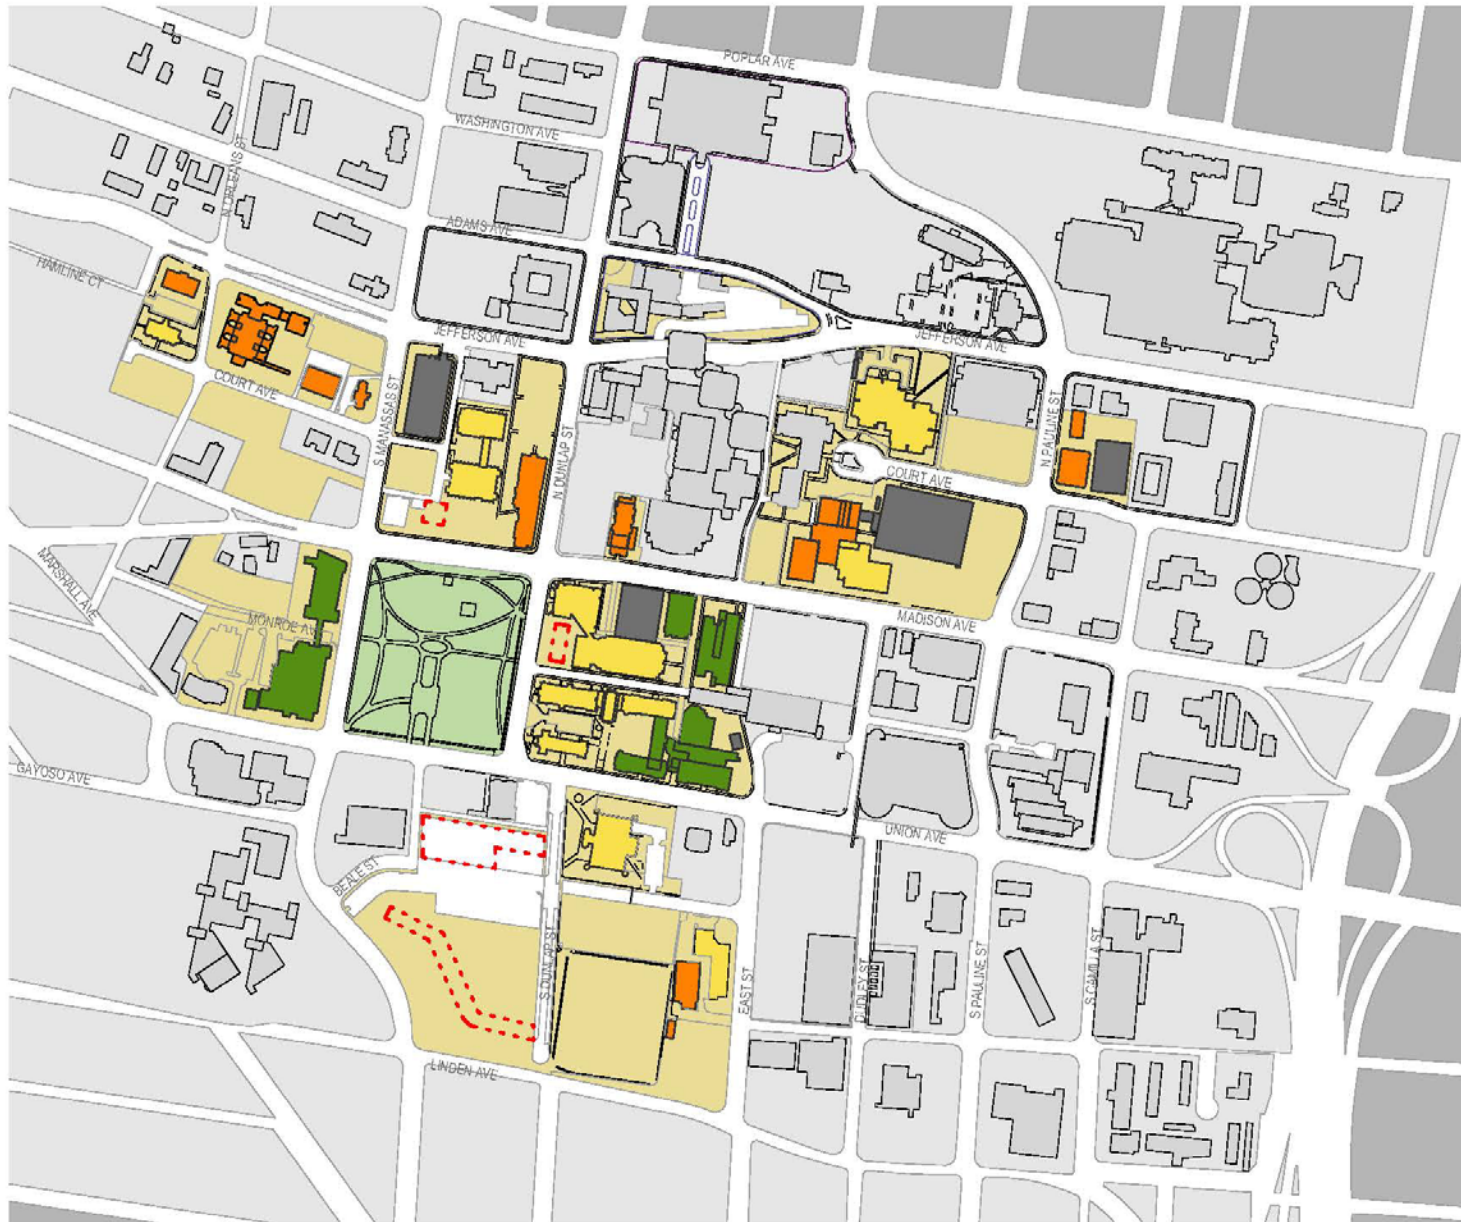 POPLAR AVE
WASHINGTON AVE
N ORLEANS ST
ADAMS AVE
HAMLINE CT
JEFFERSON AVE
JEFFERSON AVE
COURT AVE
S MANASSAS ST
N DUNLAP ST
N PAULINE ST
COURT AVE
MARSHALL AVE
MONROE AVE
MADISON AVE
GAYOSO AVE
UNION AVE
BEALE ST
S DUNLAP ST
EAST ST
DUDLEY ST
S PAULINE ST
S CAMILLA ST
LINDEN AVE